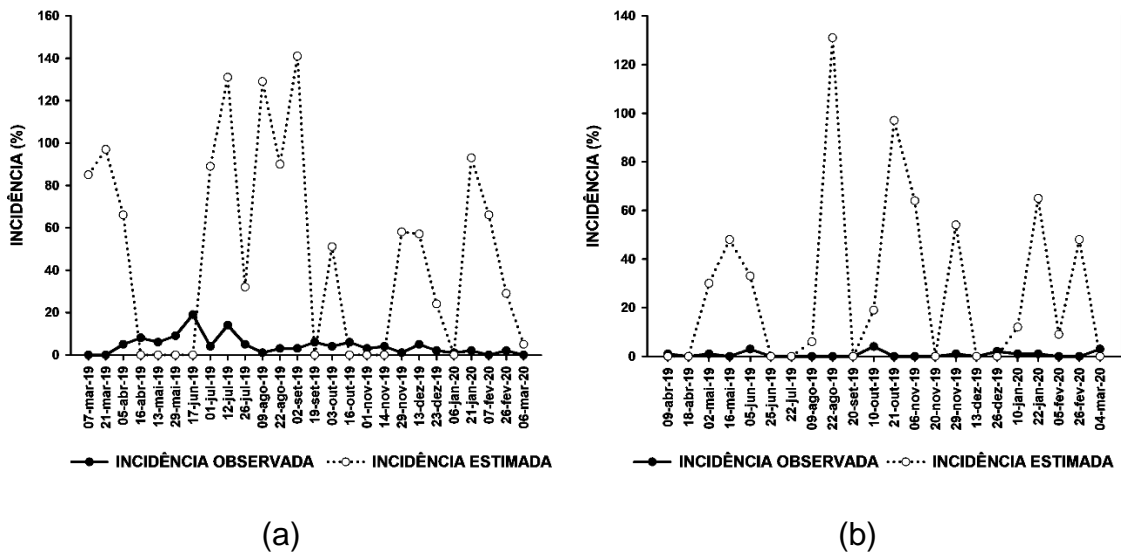 160
140
120
100
80
60
40
20
0
INCIDÊNCIA (%)
07-mar-19
21-mar-19
05-abr-19
16-abr-19
13-mai-19
29-mai-19
17-jun-19
01-jul-19
12-jul-19
26-jul-19
09-ago-19
22-ago-19
02-set-19
19-set-19
03-out-19
16-out-19
01-nov-19
14-nov-19
29-nov-19
13-dez-19
23-dez-19
06-jan-20
21-jan-20
07-fev-20
26-fev-20
06-mar-20
INCIDÊNCIA OBSERVADA INCIDÊNCIA ESTIMADA
(a)
140
120
100
80
60
40
20
0
INCIDÊNCIA (%)
09-abr-19
18-abr-19
02-mai-19
16-mai-19
05-jun-19
25-jun-19
22-jul-19
09-ago-19
22-ago-19
20-set-19
10-out-19
21-out-19
06-nov-19
20-nov-19
29-nov-19
13-dez-19
26-dez-19
10-jan-20
22-jan-20
05-fev-20
26-fev-20
04-mar-20
INCIDÊNCIA OBSERVADA INCIDÊNCIA ESTIMADA
(b)